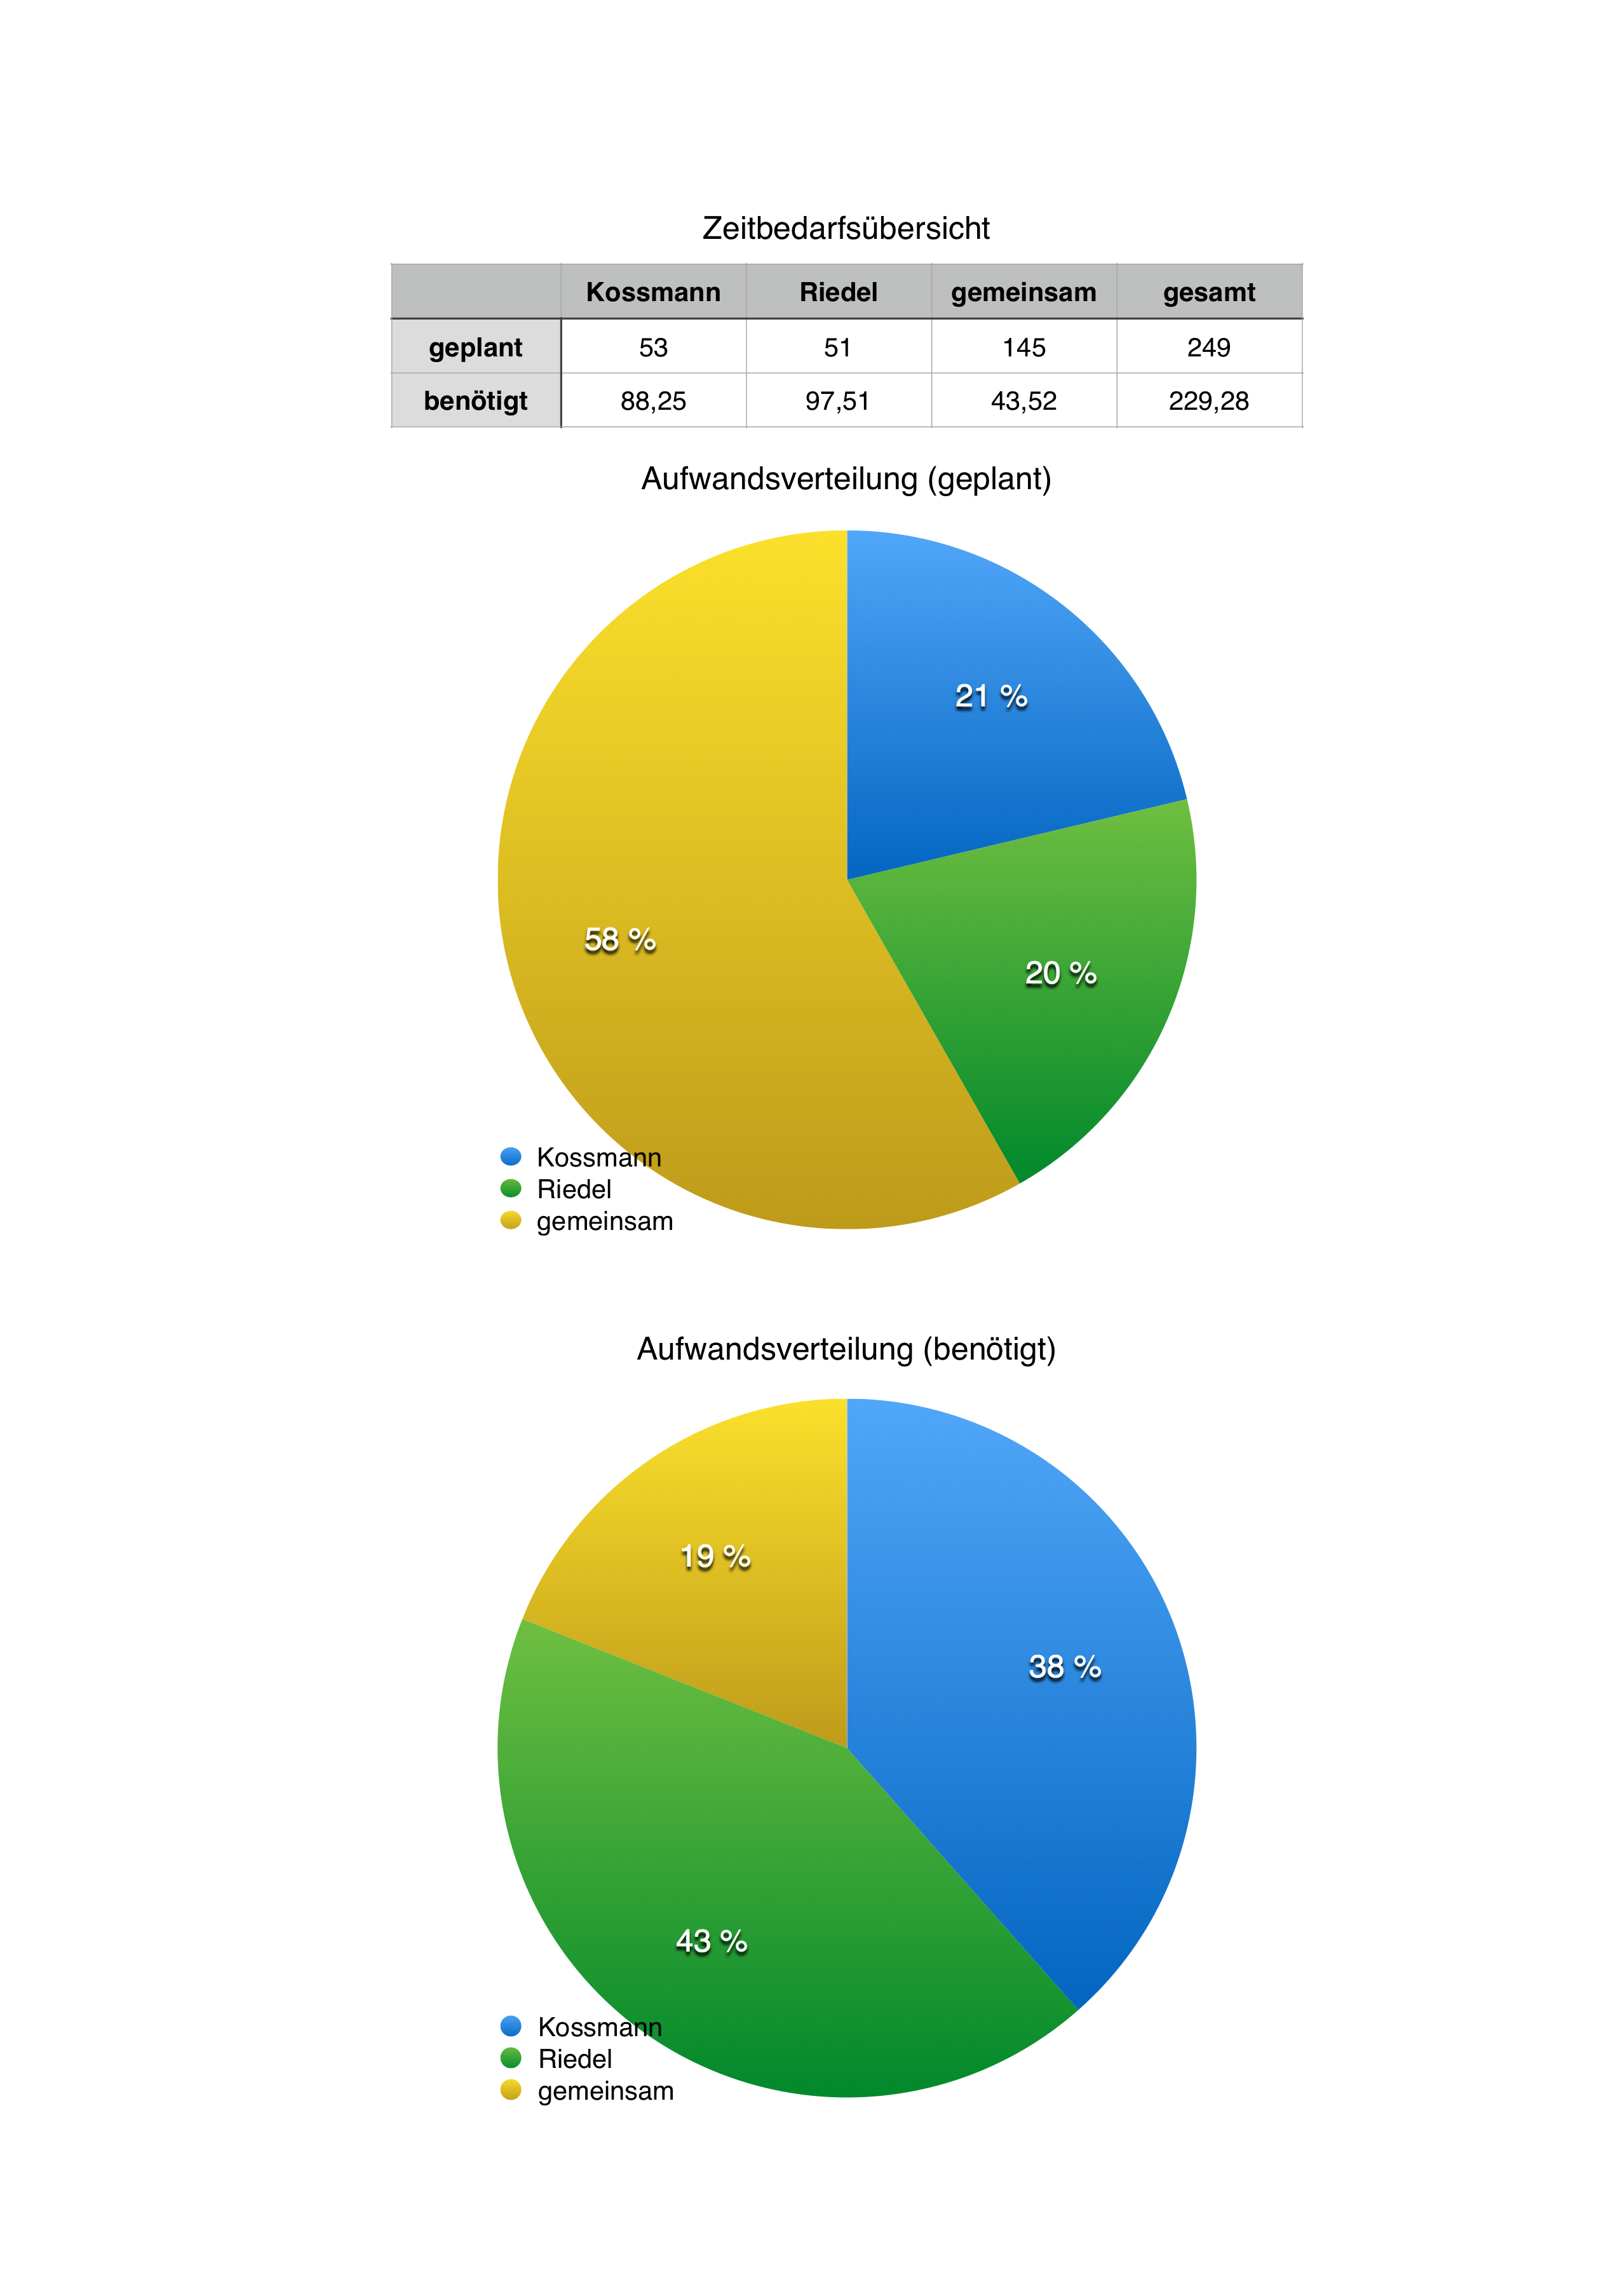 Zeitbedarfsübersicht
Kossmann Riedel gemeinsam gesamt
geplant 53 51 145 249
benötigt 88,25 97,51 43,52 229,28
Aufwandsverteilung (geplant)
21 %
58 %
20 %
Kossmann
Riedel
gemeinsam
Aufwandsverteilung (benötigt)
19 %
38 %
43 %
Kossmann
Riedel
gemeinsam